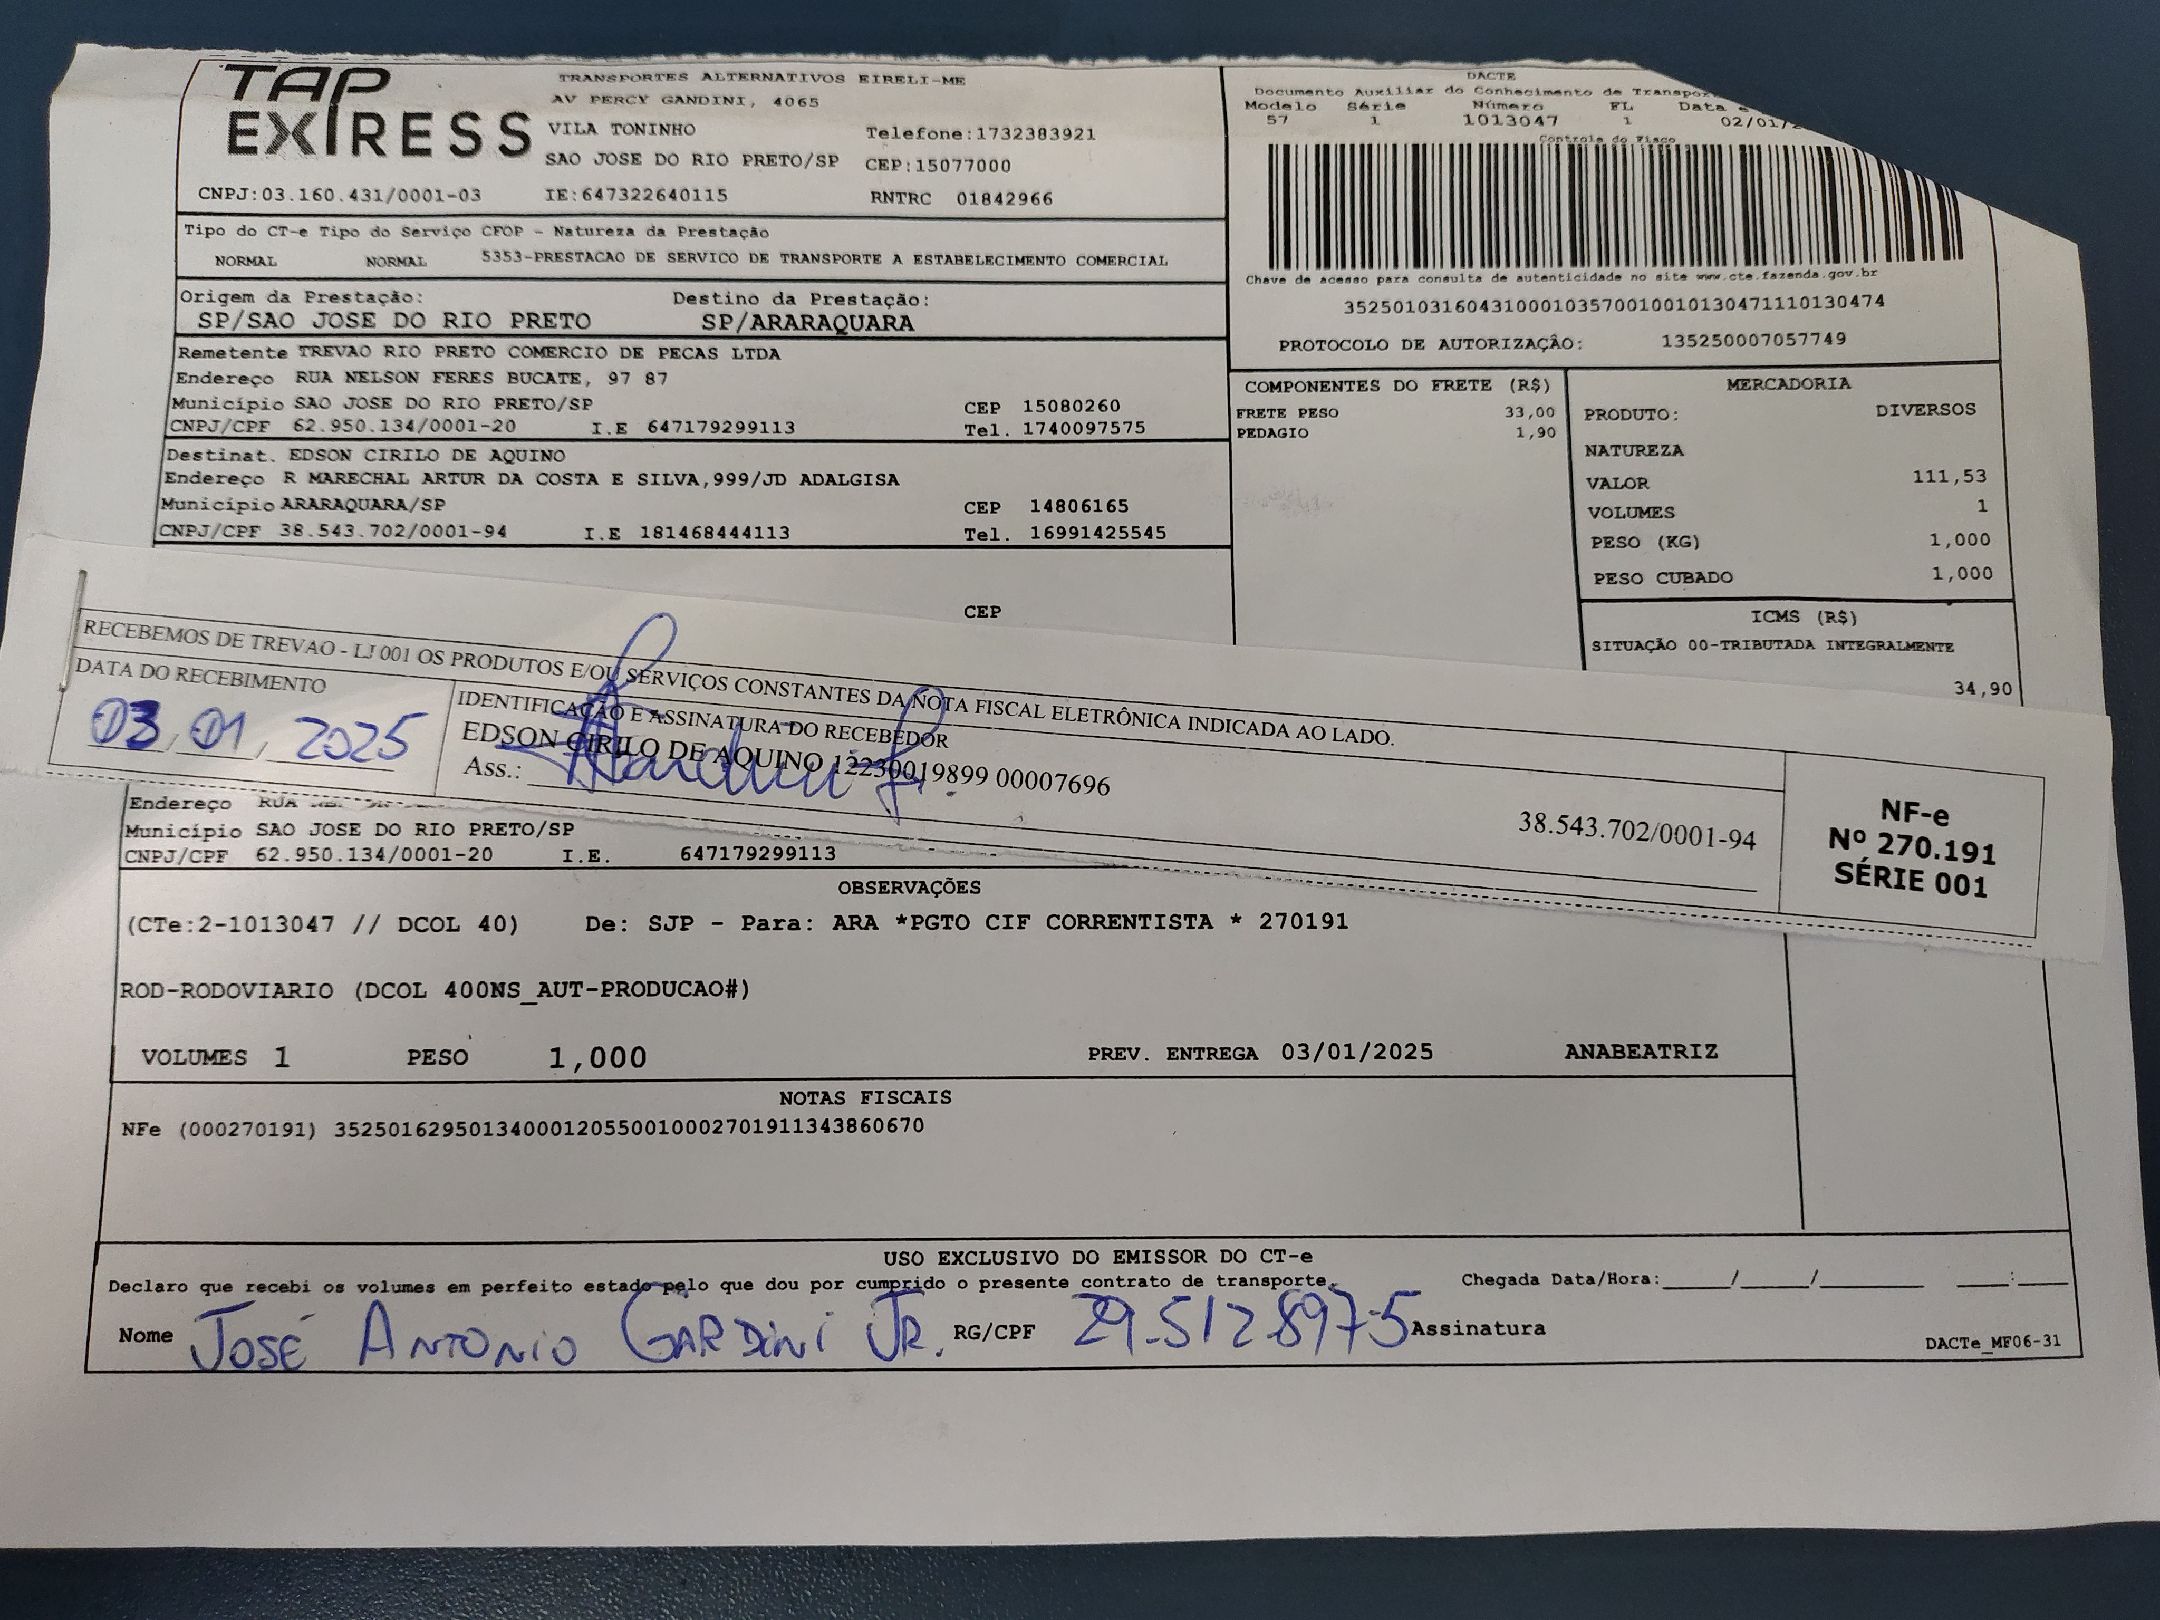 TAP EXPRESS
TRANSPORTES ALTERNATIVOS EIRELI-ME
AV PERCY GANDINI, 4065
VILA TONINHO Telefone:1732383921
SAO JOSE DO RIO PRETO/SP CEP:15077000
CNPJ:03.160.431/0001-03 IE:647322640115 RNTRC 01842966
Tipo do CT-e Tipo do Serviço CFOP - Natureza da Prestação
NORMAL NORMAL 5353-PRESTACAO DE SERVICO DE TRANSPORTE A ESTABELECIMENTO COMERCIAL
Origem da Prestação: Destino da Prestação:
SP/SAO JOSE DO RIO PRETO SP/ARARAQUARA
Remetente TREVAO RIO PRETO COMERCIO DE PECAS LTDA
Endereço RUA NELSON FERES BUCATE, 97 87
Município SAO JOSE DO RIO PRETO/SP CEP 15080260
CNPJ/CPF 62.950.134/0001-20 I.E 647179299113 Tel. 1740097575
Destinat. EDSON CIRILO DE AQUINO
Endereço R MARECHAL ARTUR DA COSTA E SILVA,999/JD ADALGISA
Município ARARAQUARA/SP CEP 14806165
CNPJ/CPF 38.543.702/0001-94 I.E 181468444113 Tel. 16991425545
CEP
DACTE
Documento Auxiliar do Conhecimento de
Modelo Série Número FL Data
57 1 1013047 1 02/01/
Controle do Fisco
Chave de acesso para consulta de autenticidade no site www.cte.fazenda.gov.br
35250103160431000103570010010130471110130474
PROTOCOLO DE AUTORIZAÇÃO: 135250007057749
COMPONENTES DO FRETE (R$)
FRETE PESO 33,00
PEDAGIO 1,90
MERCADORIA
PRODUTO: DIVERSOS
NATUREZA
VALOR 111,53
VOLUMES 1
PESO (KG) 1,000
PESO CUBADO 1,000
ICMS (R$)
SITUAÇÃO 00-TRIBUTADA INTEGRALMENTE
34,90
RECEBEMOS DE TREVAO - LJ 001 OS PRODUTOS E/OU SERVIÇOS CONSTANTES DA NOTA FISCAL ELETRÔNICA INDICADA AO LADO.
DATA DO RECEBIMENTO
03, 01, 2025
IDENTIFICAÇÃO E ASSINATURA DO RECEBEDOR
EDSON CIRILO DE AQUINO 12230019899 00007696
Ass.:
38.543.702/0001-94
NF-e
Nº 270.191
SÉRIE 001
Endereço RUA
Município SAO JOSE DO RIO PRETO/SP
CNPJ/CPF 62.950.134/0001-20 I.E. 647179299113
OBSERVAÇÕES
(CTe:2-1013047 // DCOL 40) De: SJP - Para: ARA *PGTO CIF CORRENTISTA * 270191
ROD-RODOVIARIO (DCOL 400NS_AUT-PRODUCAO#)
VOLUMES 1 PESO 1,000 PREV. ENTREGA 03/01/2025 ANABEATRIZ
NOTAS FISCAIS
NFe (000270191) 35250162950134000120550010002701911343860670
USO EXCLUSIVO DO EMISSOR DO CT-e
Declaro que recebi os volumes em perfeito estado pelo que dou por cumprido o presente contrato de transporte. Chegada Data/Hora:____/____/______ ___:___
Nome JOSÉ ANTONIO GARDINI JR. RG/CPF 29.512.897-5 Assinatura
DACTe_MF06-31